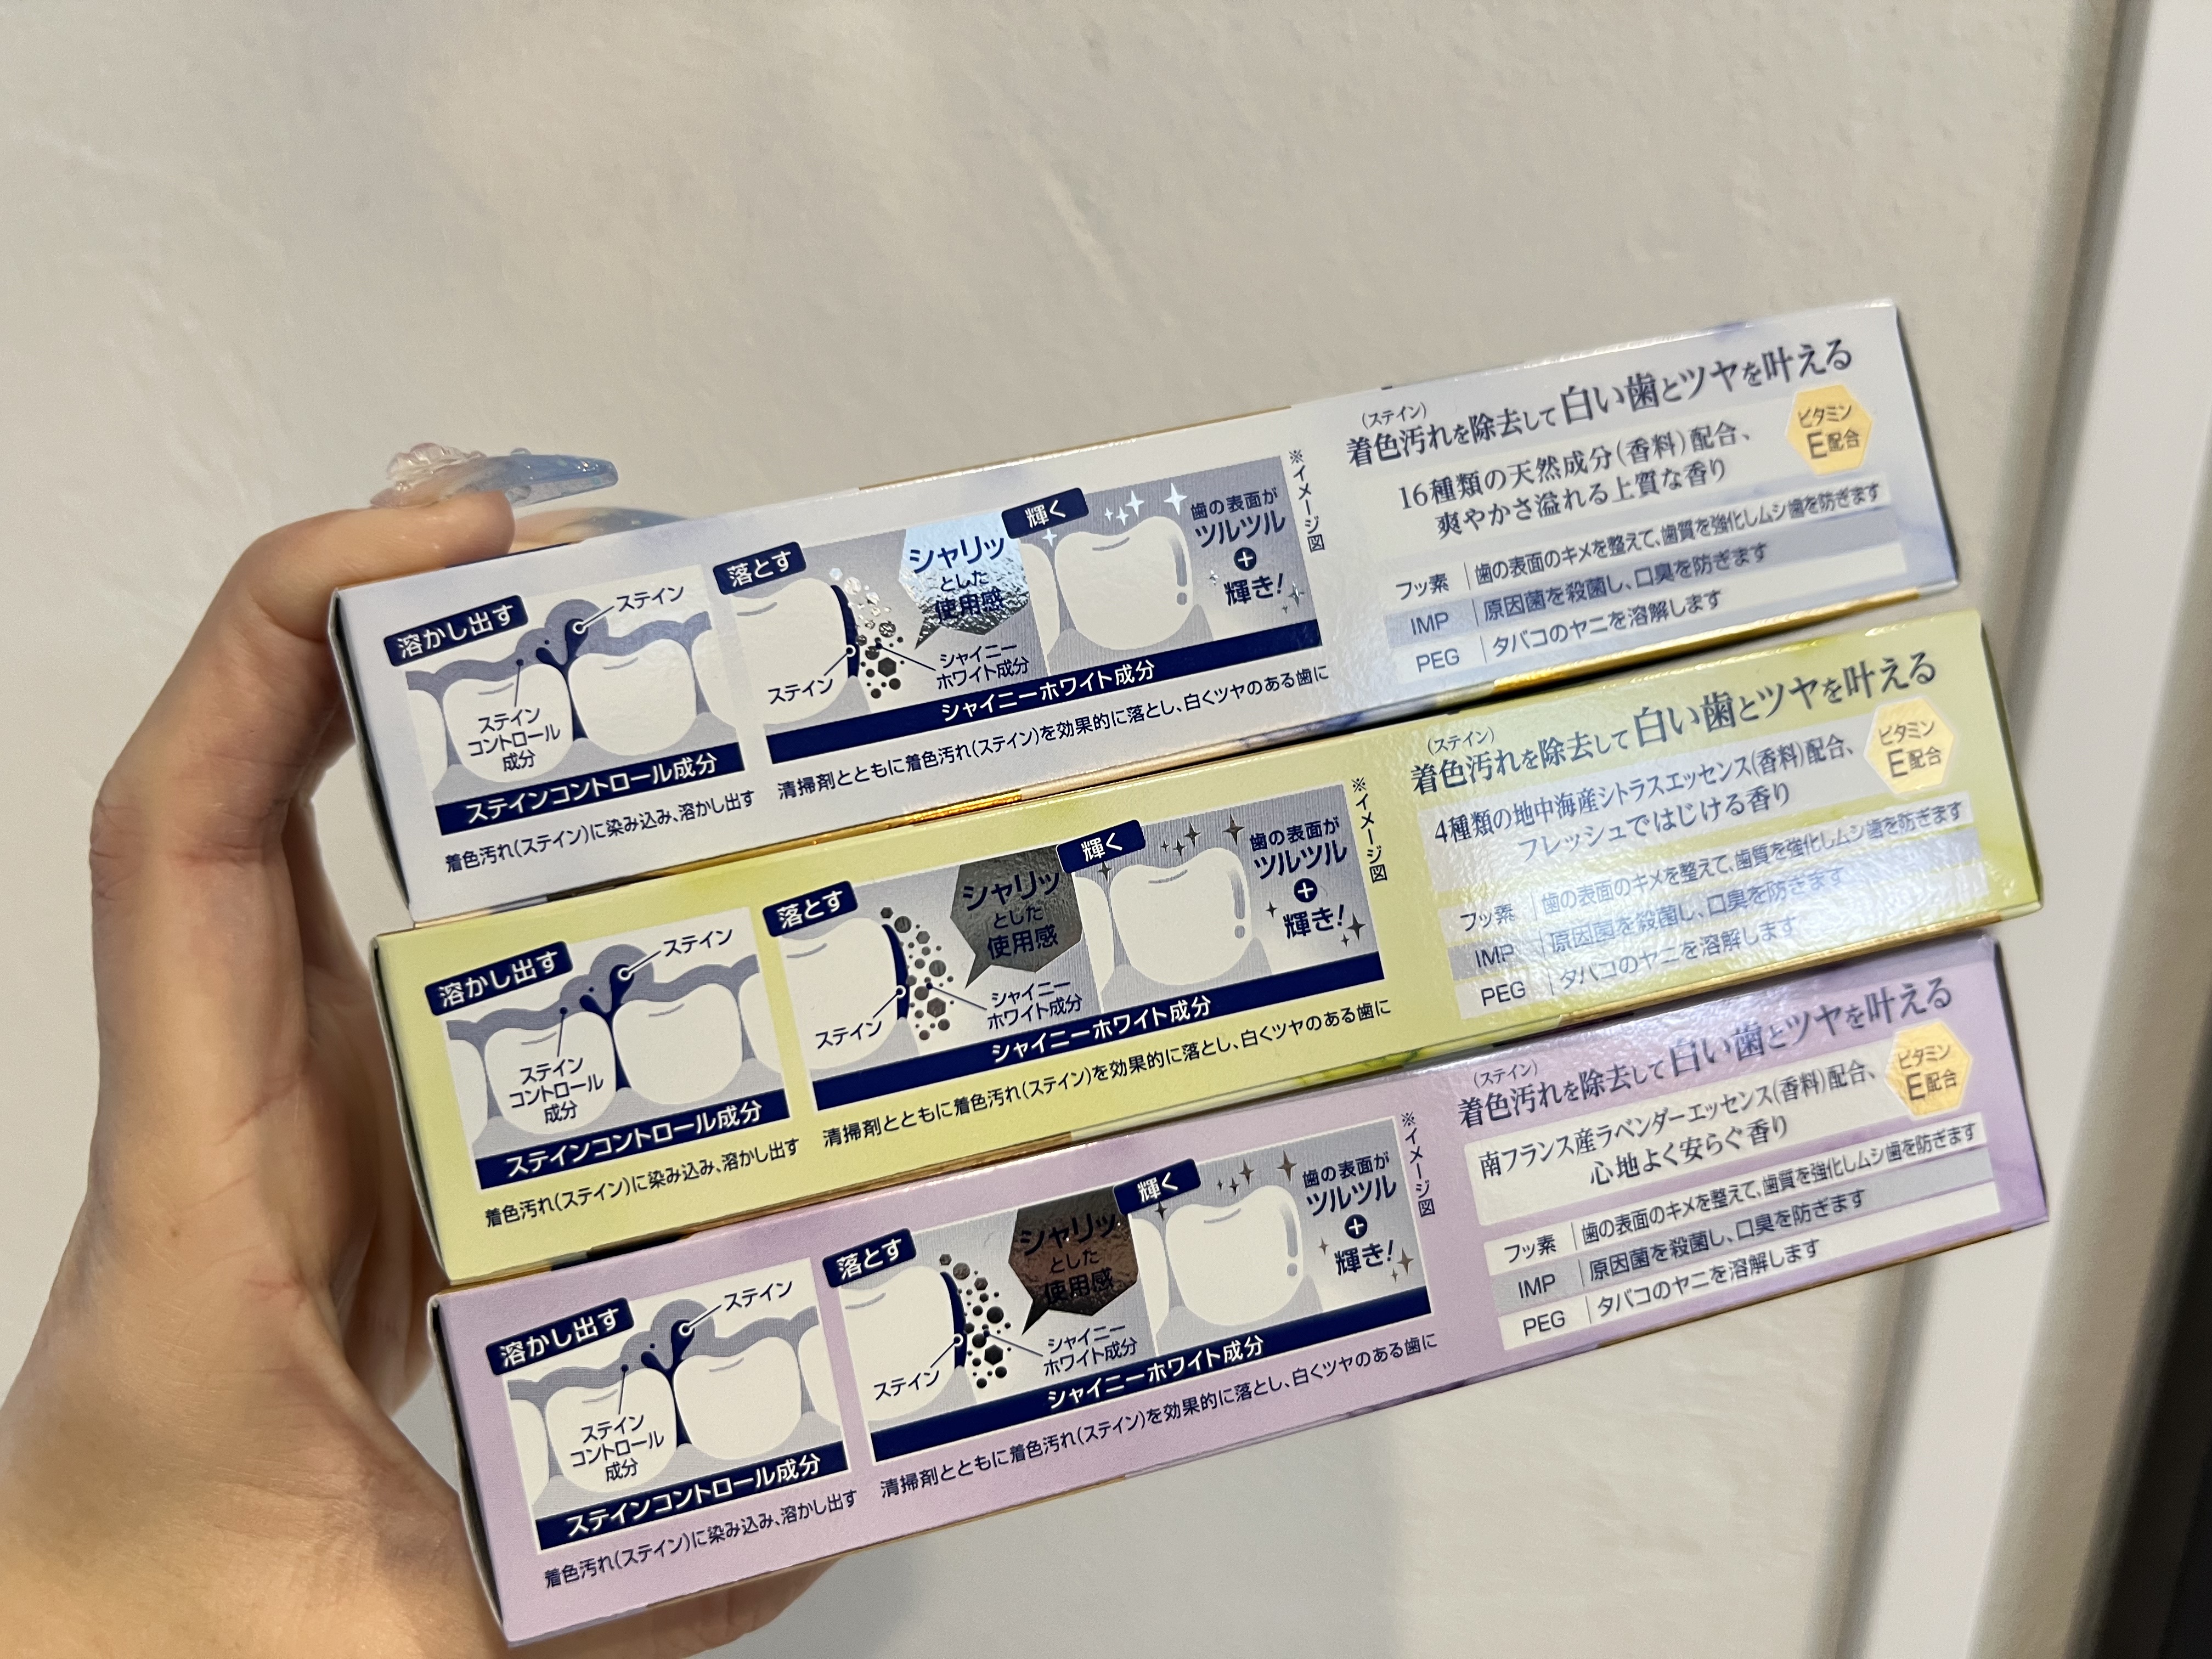 溶かし出す
ステイン
ステイン
コントロール
成分
ステインコントロール成分
着色汚れ(ステイン)に染み込み、溶かし出す
落とす
シャリッ
とした
使用感
ステイン
シャイニー
ホワイト成分
輝く
歯の表面が
ツルツル
+
輝き!
シャイニーホワイト成分
清掃剤とともに着色汚れ(ステイン)を効果的に落とし、白くツヤのある歯に
※イメージ図
(ステイン)
着色汚れを除去して白い歯とツヤを叶える
16種類の天然成分(香料)配合、
爽やかさ溢れる上質な香り
ビタミン
E配合
フッ素 歯の表面のキメを整えて、歯質を強化しムシ歯を防ぎます
IMP 原因菌を殺菌し、口臭を防ぎます
PEG タバコのヤニを溶解します
溶かし出す
ステイン
ステイン
コントロール
成分
ステインコントロール成分
着色汚れ(ステイン)に染み込み、溶かし出す
落とす
シャリッ
とした
使用感
ステイン
シャイニー
ホワイト成分
輝く
歯の表面が
ツルツル
+
輝き!
シャイニーホワイト成分
清掃剤とともに着色汚れ(ステイン)を効果的に落とし、白くツヤのある歯に
※イメージ図
(ステイン)
着色汚れを除去して白い歯とツヤを叶える
4種類の地中海産シトラスエッセンス(香料)配合、
フレッシュではじける香り
ビタミン
E配合
フッ素 歯の表面のキメを整えて、歯質を強化しムシ歯を防ぎます
IMP 原因菌を殺菌し、口臭を防ぎます
PEG タバコのヤニを溶解します
溶かし出す
ステイン
ステイン
コントロール
成分
ステインコントロール成分
着色汚れ(ステイン)に染み込み、溶かし出す
落とす
シャリッ
とした
使用感
ステイン
シャイニー
ホワイト成分
輝く
歯の表面が
ツルツル
+
輝き!
シャイニーホワイト成分
清掃剤とともに着色汚れ(ステイン)を効果的に落とし、白くツヤのある歯に
※イメージ図
(ステイン)
着色汚れを除去して白い歯とツヤを叶える
南フランス産ラベンダーエッセンス(香料)配合、
心地よく安らぐ香り
ビタミン
E配合
フッ素 歯の表面のキメを整えて、歯質を強化しムシ歯を防ぎます
IMP 原因菌を殺菌し、口臭を防ぎます
PEG タバコのヤニを溶解します